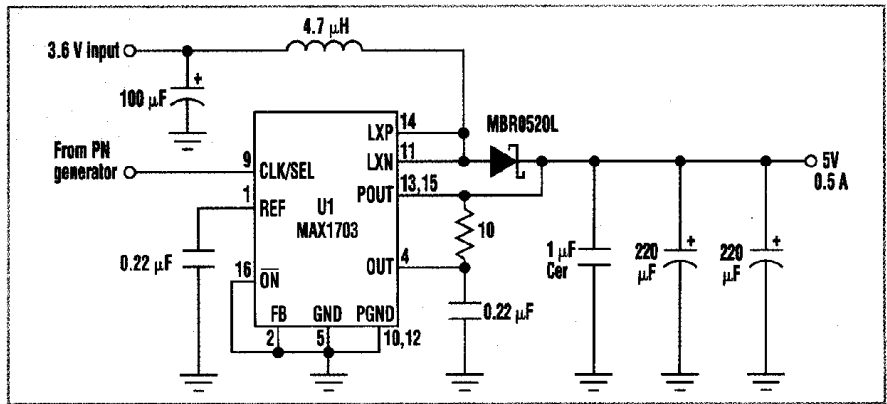 4.7 µH
3.6 V input
+
100 µF
14
LXP
MBR0520L
From PN
generator
9
CLK/SEL
11
LXN
5V
0.5 A
1
REF
POUT
13,15
U1
MAX1703
10
0.22 µF
16
ON
4
OUT
1 µF
Cer
+
220
µF
+
220
µF
0.22 µF
FB
GND
PGND
2
5
10,12